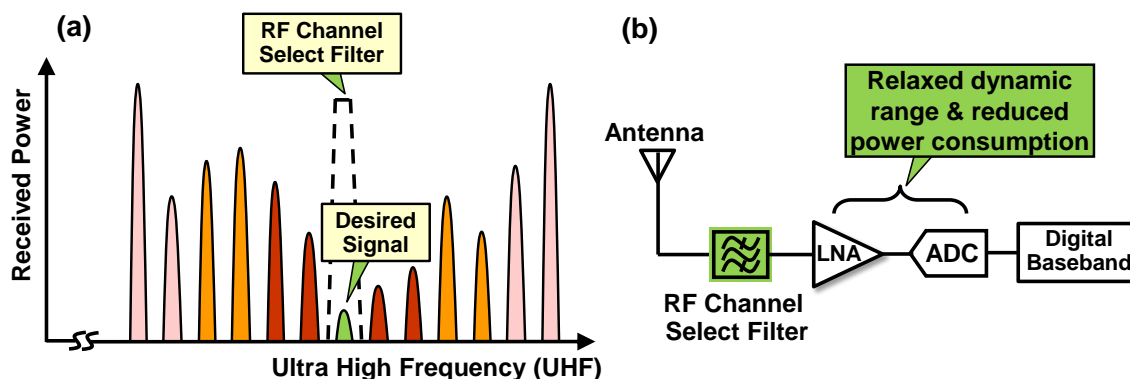 (a)
RF Channel
Select Filter
Received Power
Desired
Signal
Ultra High Frequency (UHF)
(b)
Relaxed dynamic
range & reduced
power consumption
Antenna
LNA
ADC
Digital
Baseband
RF Channel
Select Filter